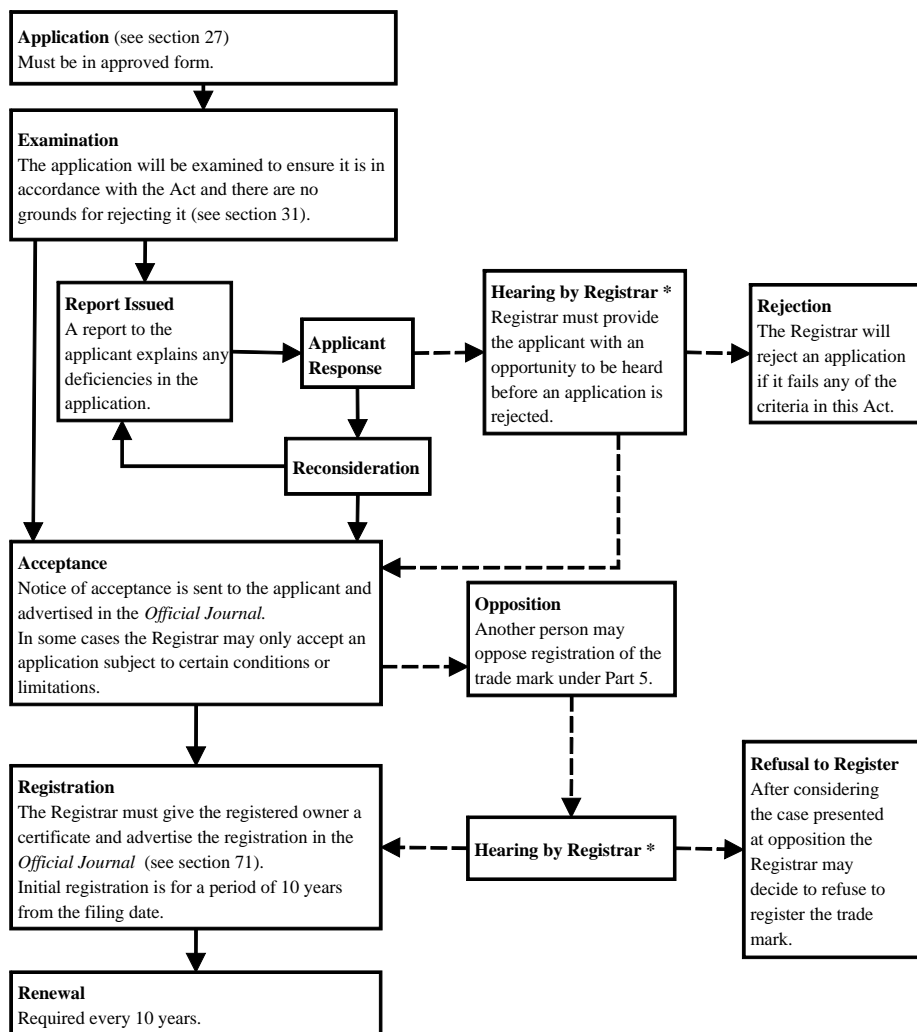 Application (see section 27)
Must be in approved form.
Examination
The application will be examined to ensure it is in
accordance with the Act and there are no
grounds for rejecting it (see section 31).
Report Issued
A report to the
applicant explains any
deficiencies in the
application.
Applicant
Response
Hearing by Registrar *
Registrar must provide
the applicant with an
opportunity to be heard
before an application is
rejected.
Rejection
The Registrar will
reject an application
if it fails any of the
criteria in this Act.
Reconsideration
Acceptance
Notice of acceptance is sent to the applicant and
advertised in the Official Journal.
In some cases the Registrar may only accept an
application subject to certain conditions or
limitations.
Opposition
Another person may
oppose registration of the
trade mark under Part 5.
Registration
The Registrar must give the registered owner a
certificate and advertise the registration in the
Official Journal (see section 71).
Initial registration is for a period of 10 years
from the filing date.
Hearing by Registrar *
Refusal to Register
After considering
the case presented
at opposition the
Registrar may
decide to refuse to
register the trade
mark.
Renewal
Required every 10 years.